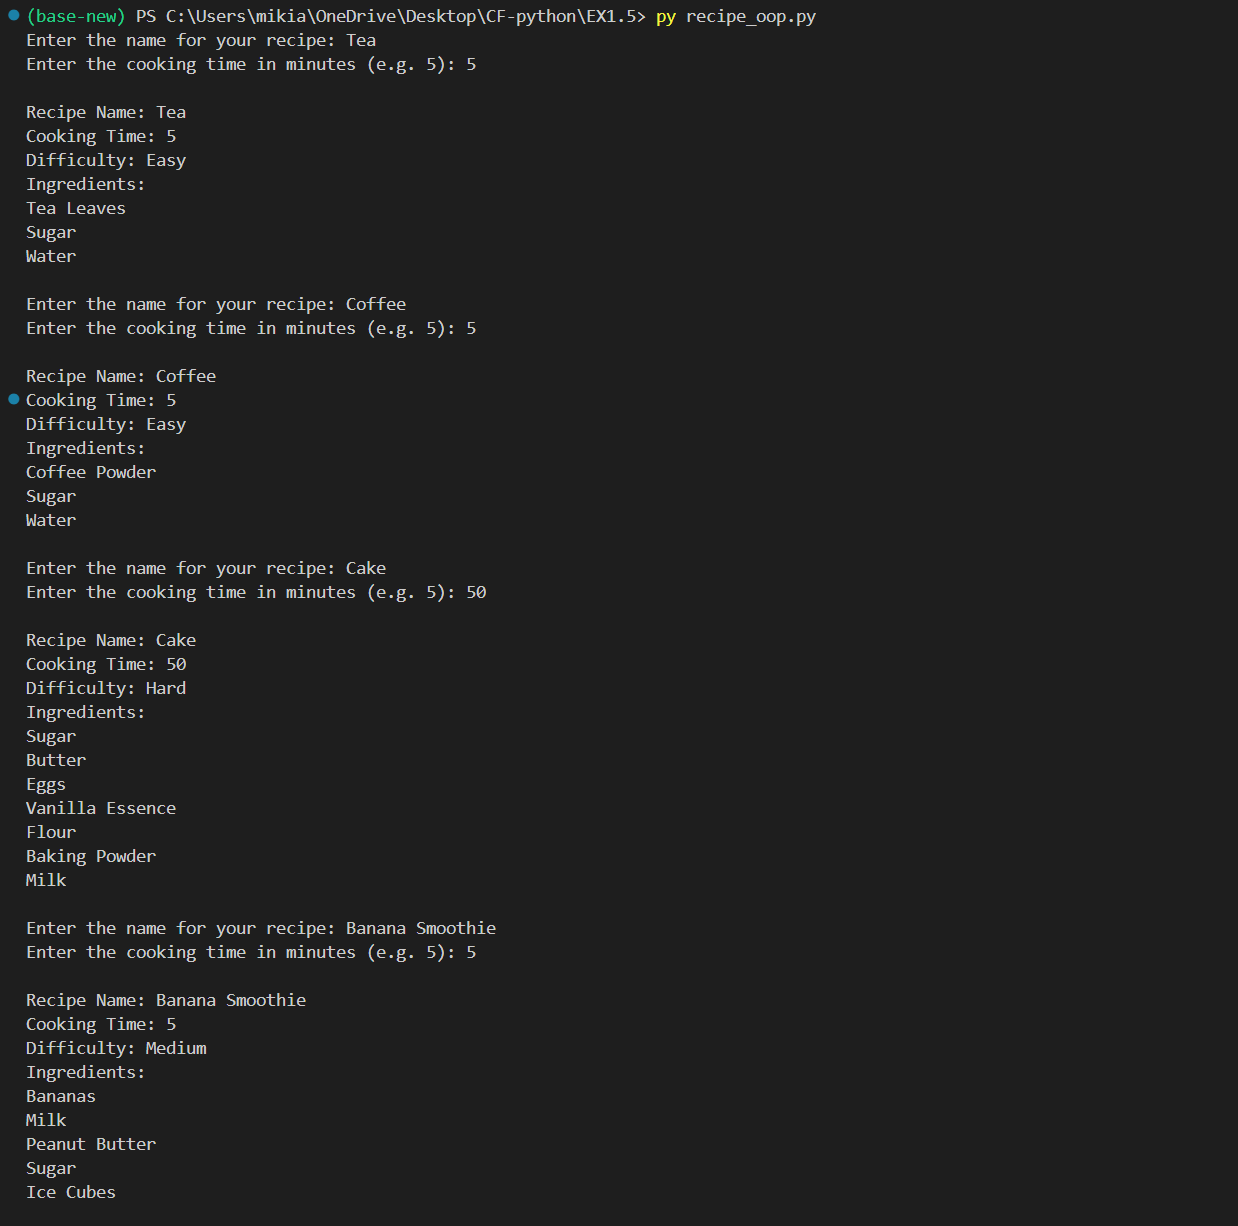 (base-new) PS C:\Users\mikia\OneDrive\Desktop\CF-python\EX1.5> py recipe_oop.py
Enter the name for your recipe: Tea
Enter the cooking time in minutes (e.g. 5): 5
Recipe Name: Tea
Cooking Time: 5
Difficulty: Easy
Ingredients:
Tea Leaves
Sugar
Water
Enter the name for your recipe: Coffee
Enter the cooking time in minutes (e.g. 5): 5
Recipe Name: Coffee
Cooking Time: 5
Difficulty: Easy
Ingredients:
Coffee Powder
Sugar
Water
Enter the name for your recipe: Cake
Enter the cooking time in minutes (e.g. 5): 50
Recipe Name: Cake
Cooking Time: 50
Difficulty: Hard
Ingredients:
Sugar
Butter
Eggs
Vanilla Essence
Flour
Baking Powder
Milk
Enter the name for your recipe: Banana Smoothie
Enter the cooking time in minutes (e.g. 5): 5
Recipe Name: Banana Smoothie
Cooking Time: 5
Difficulty: Medium
Ingredients:
Bananas
Milk
Peanut Butter
Sugar
Ice Cubes